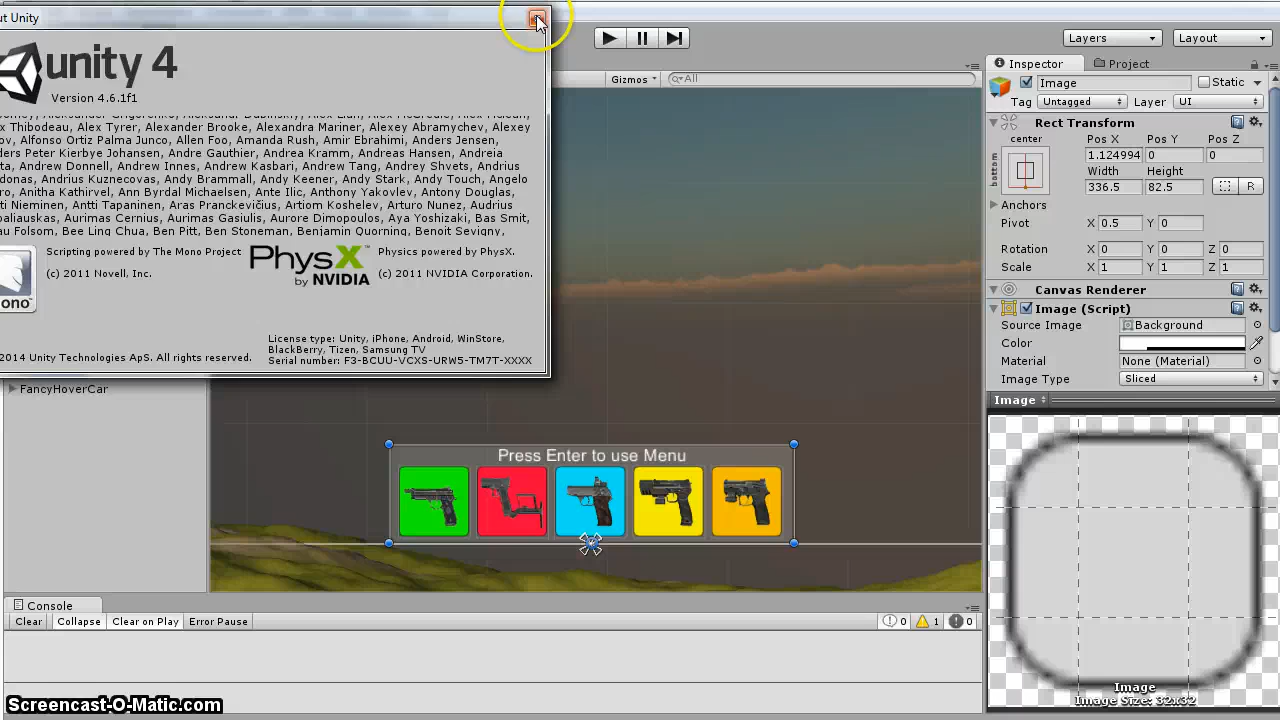 ut Unity
unity 4
Version 4.6.1f1
x Thibodeau, Alex Tyrer, Alexander Brooke, Alexandra Mariner, Alexey
ov, Alfonso Ortiz Palma Junco, Allen Foo, Amanda Rush, Amir Ebrahimi, Anders Jensen,
ders Peter Kierbye Johansen, Andre Gauthier, Andrea Kramm, Andreas Hansen, Andreia
ta, Andrew Donnell, Andrew Innes, Andrew Kasbari, Andrew Tang, Andrey Shvets, Andrius
donas, Andrius Kuznecovas, Andy Brammall, Andy Keener, Andy Stark, Andy Touch, Angelo
ro, Anitha Kathirvel, Ann Byrdal Michaelsen, Ante Ilic, Anthony Yakovlev, Antony Douglas,
ti Nieminen, Antti Tapaninen, Aras Pranckevičius, Artiom Koshelev, Arturo Nunez, Audrius
paliauskas, Aurimas Cernius, Aurimas Gasiulis, Aurore Dimopoulos, Aya Yoshizaki, Bas Smit,
au Folsom, Bee Ling Chua, Ben Pitt, Ben Stoneman, Benjamin Quorning, Benoit Sevigny,
Scripting powered by The Mono Project
(c) 2011 Novell, Inc.
ono™
PhysX™
by NVIDIA
Physics powered by PhysX.
(c) 2011 NVIDIA Corporation.
2014 Unity Technologies ApS. All rights reserved.
License type: Unity, iPhone, Android, WinStore,
BlackBerry, Tizen, Samsung TV
Serial number: F3-BCUU-VCXS-URW5-TM7T-XXXX
Gizmos
All
Layers
Layout
FancyHoverCar
Press Enter to use Menu
Inspector
Project
Image
Static
Tag
Untagged
Layer
UI
Rect Transform
center
bottom
Pos X
Pos Y
Pos Z
1.124994
0
0
Width
Height
336.5
82.5
R
Anchors
Pivot
X 0.5
Y 0
Rotation
X 0
Y 0
Z 0
Scale
X 1
Y 1
Z 1
Canvas Renderer
Image (Script)
Source Image
Background
Color
Material
None (Material)
Image Type
Sliced
Image
Image
Image Size: 32x32
Console
Clear
Collapse
Clear on Play
Error Pause
0
1
0
Screencast-O-Matic.com